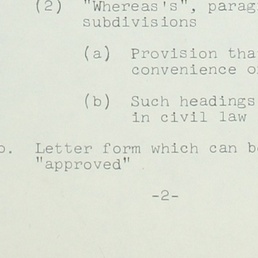 (2) "Whereas's", parag
subdivisions
(a) Provision tha
convenience o
(b) Such headings
in civil law
o. Letter form which can b
"approved"
-2-